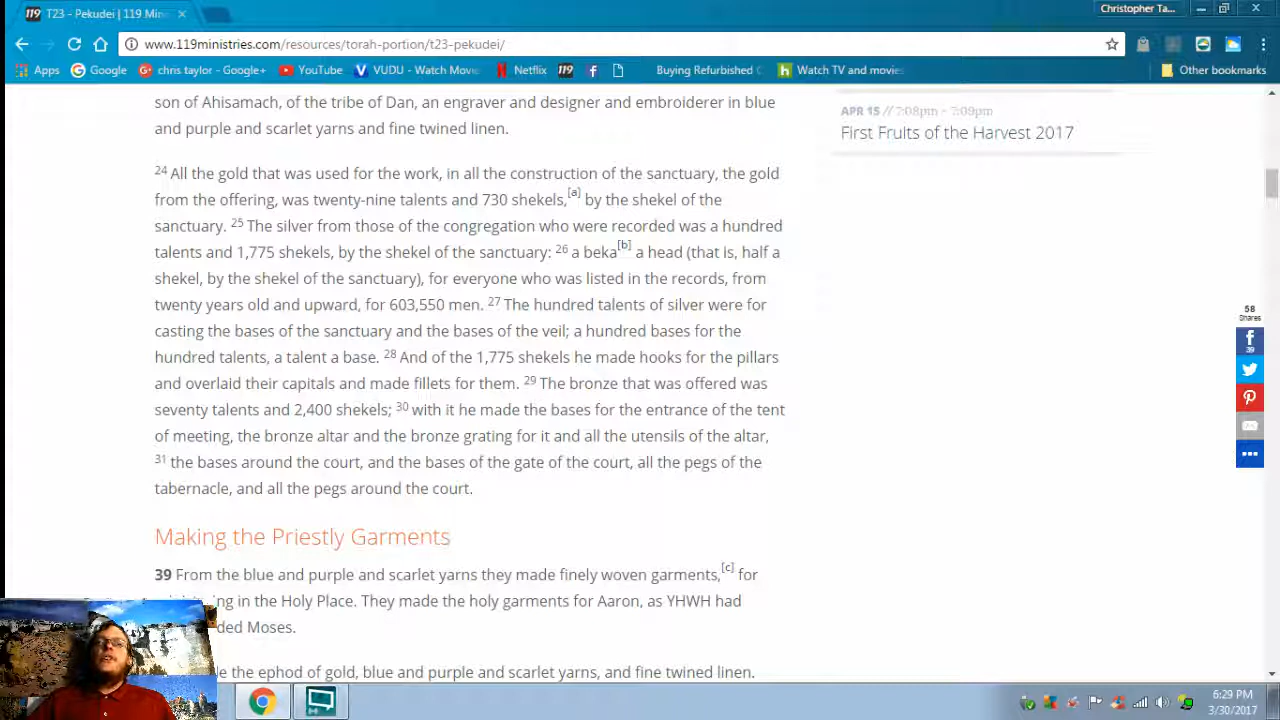 119 T23 - Pekudei | 119 Min ×
Christopher Ta...
www.119ministries.com/resources/torah-portion/t23-pekudei/
Apps Google chris taylor - Google+ YouTube VUDU - Watch Movie Netflix 119 Buying Refurbished Watch TV and movies Other bookmarks
son of Ahisamach, of the tribe of Dan, an engraver and designer and embroiderer in blue
and purple and scarlet yarns and fine twined linen.
24 All the gold that was used for the work, in all the construction of the sanctuary, the gold
from the offering, was twenty-nine talents and 730 shekels,[a] by the shekel of the
sanctuary. 25 The silver from those of the congregation who were recorded was a hundred
talents and 1,775 shekels, by the shekel of the sanctuary: 26 a beka[b] a head (that is, half a
shekel, by the shekel of the sanctuary), for everyone who was listed in the records, from
twenty years old and upward, for 603,550 men. 27 The hundred talents of silver were for
casting the bases of the sanctuary and the bases of the veil; a hundred bases for the
hundred talents, a talent a base. 28 And of the 1,775 shekels he made hooks for the pillars
and overlaid their capitals and made fillets for them. 29 The bronze that was offered was
seventy talents and 2,400 shekels; 30 with it he made the bases for the entrance of the tent
of meeting, the bronze altar and the bronze grating for it and all the utensils of the altar,
31 the bases around the court, and the bases of the gate of the court, all the pegs of the
tabernacle, and all the pegs around the court.
Making the Priestly Garments
39 From the blue and purple and scarlet yarns they made finely woven garments,[c] for
ng in the Holy Place. They made the holy garments for Aaron, as YHWH had
ded Moses.
le the ephod of gold, blue and purple and scarlet yarns, and fine twined linen.
APR 15 // 7:08pm - 7:09pm
First Fruits of the Harvest 2017
58
Shares
39
6:29 PM
3/30/2017